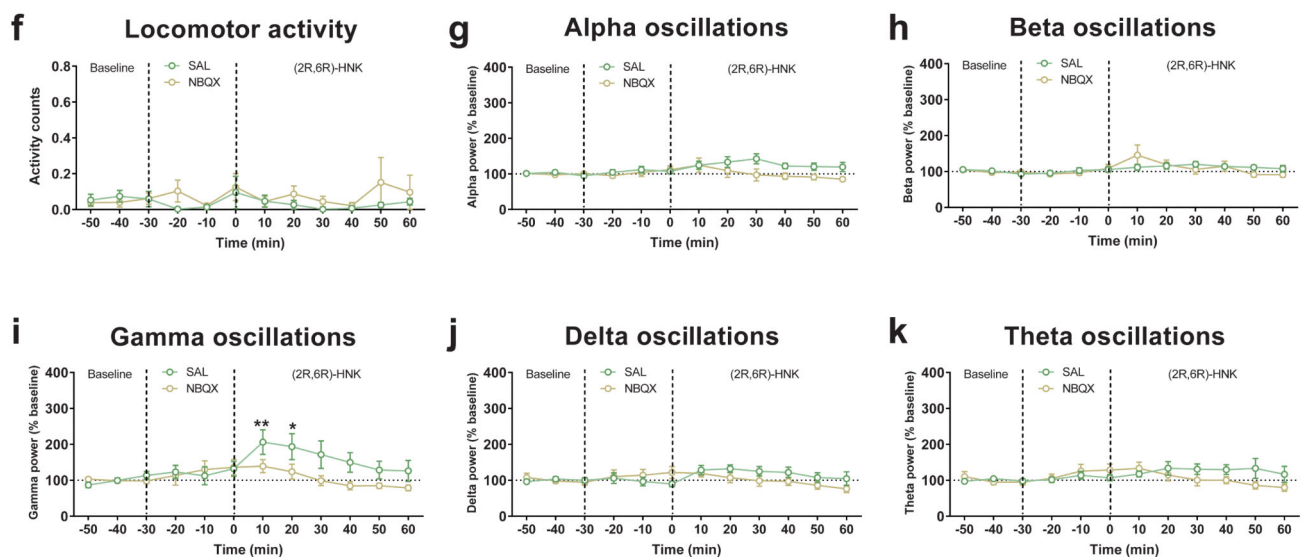 f Locomotor activity
Baseline SAL NBQX (2R,6R)-HNK
Activity counts
0.8
0.6
0.4
0.2
0.0
-50 -40 -30 -20 -10 0 10 20 30 40 50 60
Time (min)
g Alpha oscillations
Baseline SAL NBQX (2R,6R)-HNK
Alpha power (% baseline)
400
300
200
100
0
-50 -40 -30 -20 -10 0 10 20 30 40 50 60
Time (min)
h Beta oscillations
Baseline SAL NBQX (2R,6R)-HNK
Beta power (% baseline)
400
300
200
100
0
-50 -40 -30 -20 -10 0 10 20 30 40 50 60
Time (min)
i Gamma oscillations
Baseline SAL NBQX (2R,6R)-HNK
Gamma power (% baseline)
400
300
200
100
0
** *
-50 -40 -30 -20 -10 0 10 20 30 40 50 60
Time (min)
j Delta oscillations
Baseline SAL NBQX (2R,6R)-HNK
Delta power (% baseline)
400
300
200
100
0
-50 -40 -30 -20 -10 0 10 20 30 40 50 60
Time (min)
k Theta oscillations
Baseline SAL NBQX (2R,6R)-HNK
Theta power (% baseline)
400
300
200
100
0
-50 -40 -30 -20 -10 0 10 20 30 40 50 60
Time (min)